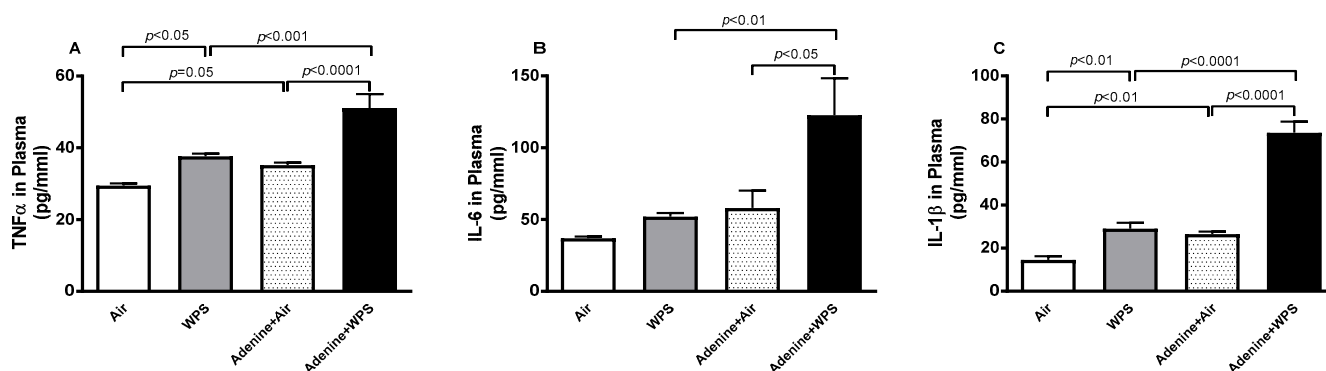 A
p<0.05
p<0.001
p=0.05
p<0.0001
60
40
20
0
TNFα in Plasma
(pg/mml)
Air
WPS
Adenine+Air
Adenine+WPS
B
p<0.01
p<0.05
150
100
50
0
IL-6 in Plasma
(pg/mml)
Air
WPS
Adenine+Air
Adenine+WPS
C
p<0.01
p<0.0001
p<0.01
p<0.0001
100
80
60
40
20
0
IL-1β in Plasma
(pg/mml)
Air
WPS
Adenine+Air
Adenine+WPS